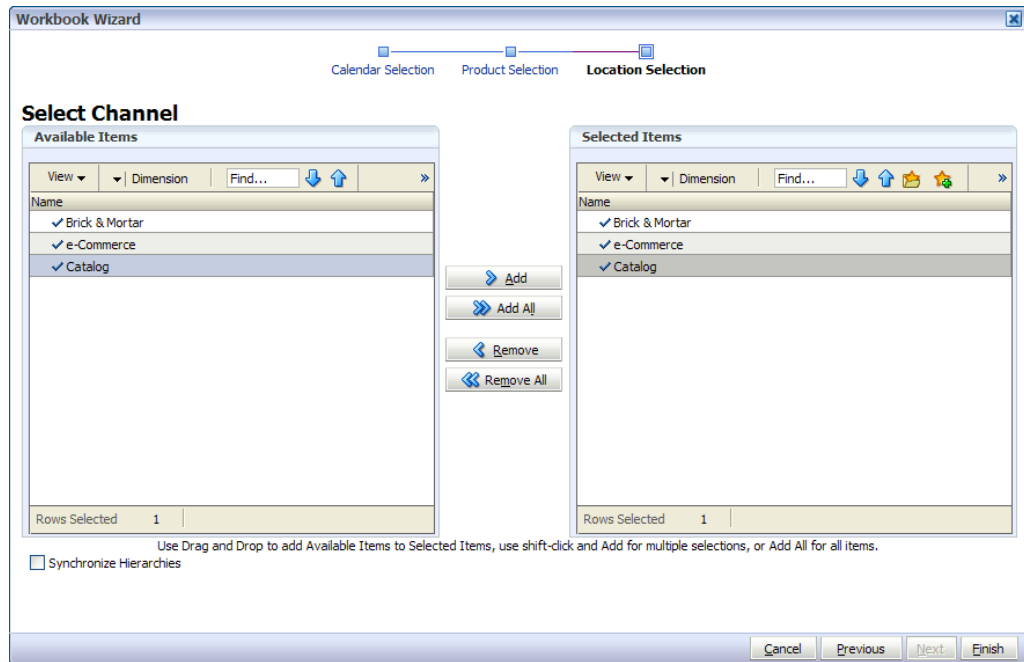 Workbook Wizard
Calendar Selection Product Selection Location Selection
Select Channel
Available Items
View Dimension Find... »
Name
Brick & Mortar
e-Commerce
Catalog
Rows Selected 1
Add
Add All
Remove
Remove All
Selected Items
View Dimension Find... »
Name
Brick & Mortar
e-Commerce
Catalog
Rows Selected 1
Use Drag and Drop to add Available Items to Selected Items, use shift-click and Add for multiple selections, or Add All for all items.
Synchronize Hierarchies
Cancel Previous Next Finish